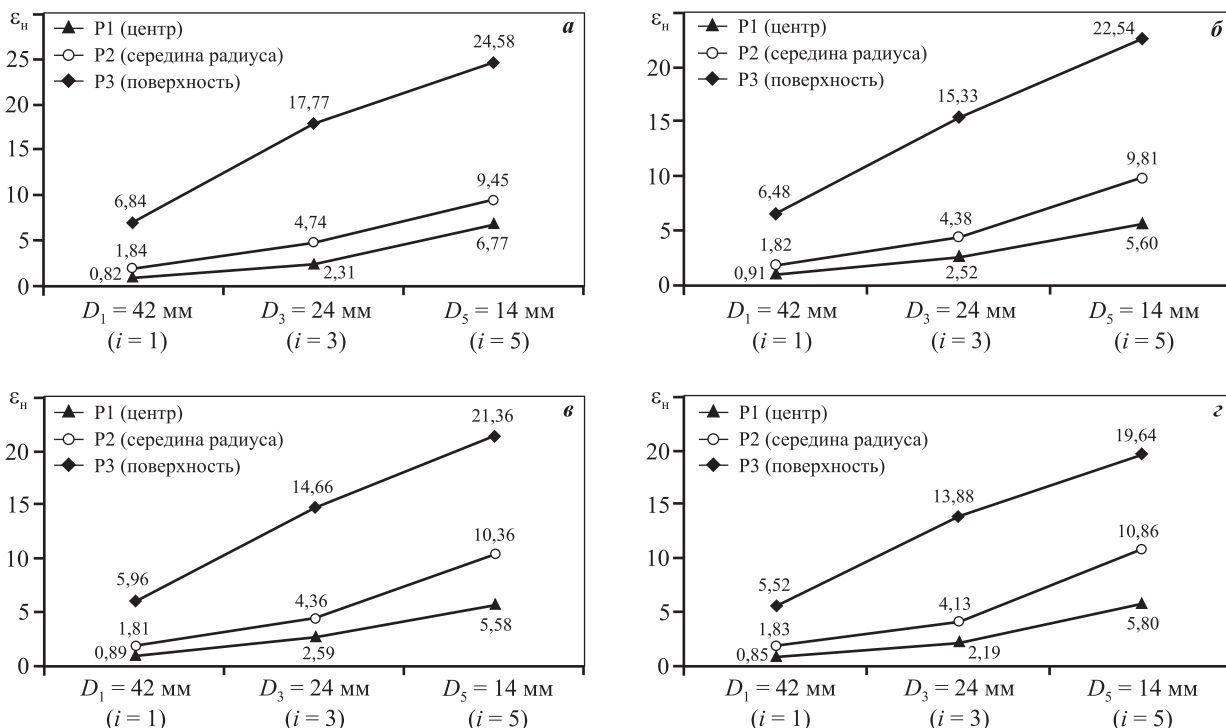 εн
а
P1 (центр)
P2 (середина радиуса)
P3 (поверхность)
25
20
15
10
5
0
24,58
17,77
6,84
9,45
4,74
1,84
6,77
2,31
0,82
D1 = 42 мм
(i = 1)
D3 = 24 мм
(i = 3)
D5 = 14 мм
(i = 5)
εн
б
P1 (центр)
P2 (середина радиуса)
P3 (поверхность)
20
15
10
5
0
22,54
15,33
6,48
9,81
4,38
1,82
5,60
2,52
0,91
D1 = 42 мм
(i = 1)
D3 = 24 мм
(i = 3)
D5 = 14 мм
(i = 5)
εн
в
P1 (центр)
P2 (середина радиуса)
P3 (поверхность)
20
15
10
5
0
21,36
14,66
5,96
10,36
4,36
1,81
5,58
2,59
0,89
D1 = 42 мм
(i = 1)
D3 = 24 мм
(i = 3)
D5 = 14 мм
(i = 5)
εн
г
P1 (центр)
P2 (середина радиуса)
P3 (поверхность)
20
15
10
5
0
19,64
13,88
5,52
10,86
4,13
1,83
5,80
2,19
0,85
D1 = 42 мм
(i = 1)
D3 = 24 мм
(i = 3)
D5 = 14 мм
(i = 5)